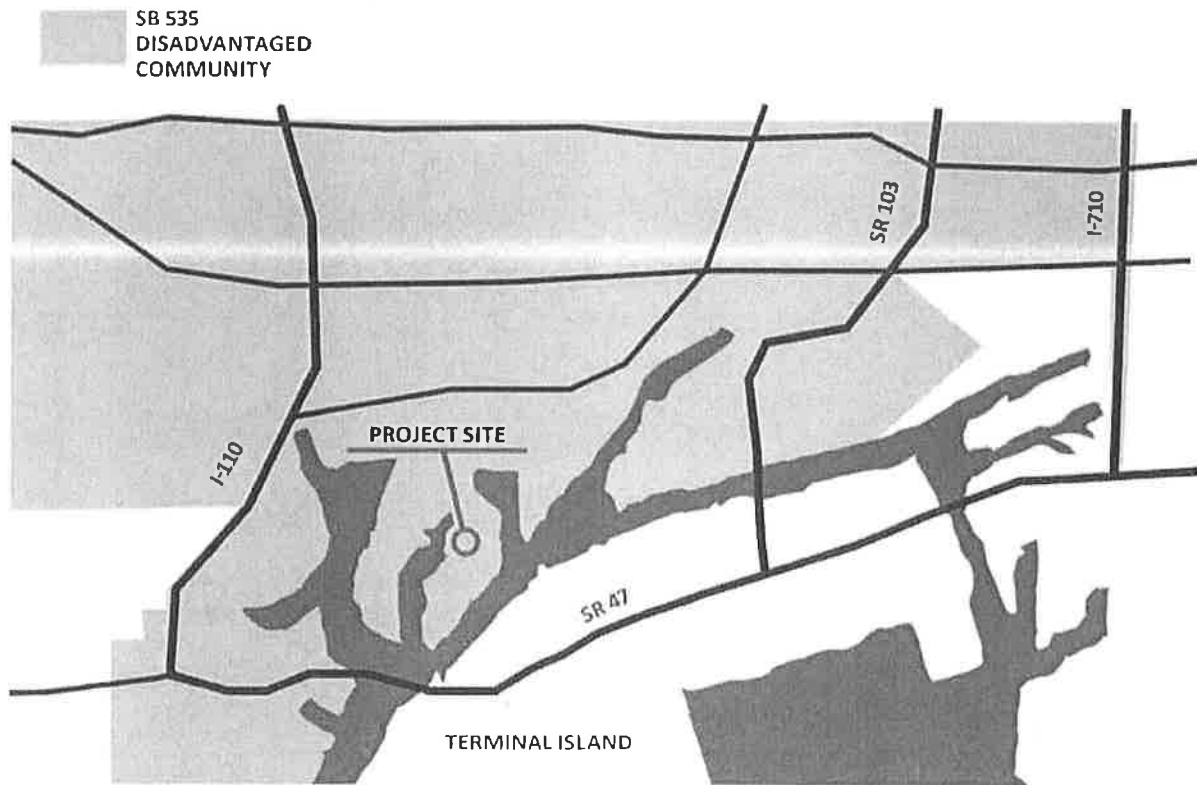 SB 535
DISADVANTAGED
COMMUNITY
SR 103
I-710
PROJECT SITE
I-110
SR 47
TERMINAL ISLAND